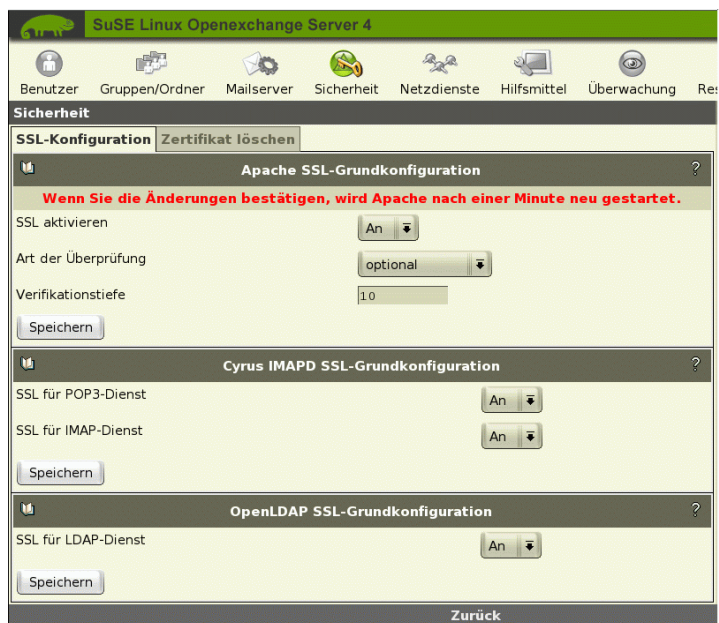 SuSE Linux Openexchange Server 4
Benutzer Gruppen/Ordner Mailserver Sicherheit Netzdienste Hilfsmittel Überwachung Res
Sicherheit
SSL-Konfiguration Zertifikat löschen
Apache SSL-Grundkonfiguration ?
Wenn Sie die Änderungen bestätigen, wird Apache nach einer Minute neu gestartet.
SSL aktivieren An
Art der Überprüfung optional
Verifikationstiefe 10
Speichern
Cyrus IMAPD SSL-Grundkonfiguration ?
SSL für POP3-Dienst An
SSL für IMAP-Dienst An
Speichern
OpenLDAP SSL-Grundkonfiguration ?
SSL für LDAP-Dienst An
Speichern
Zurück